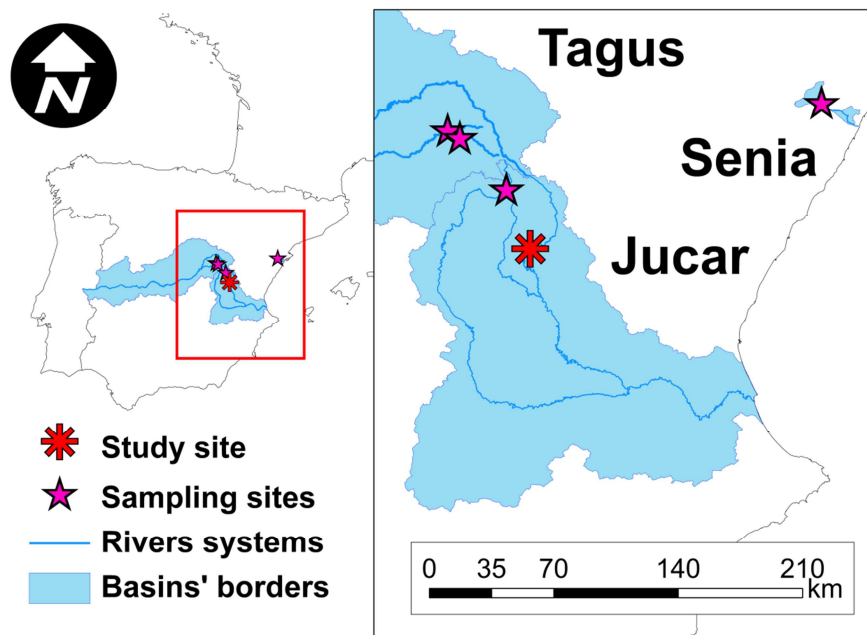 N
Tagus
Senia
Jucar
Study site
Sampling sites
Rivers systems
Basins' borders
0 35 70 140 210
km